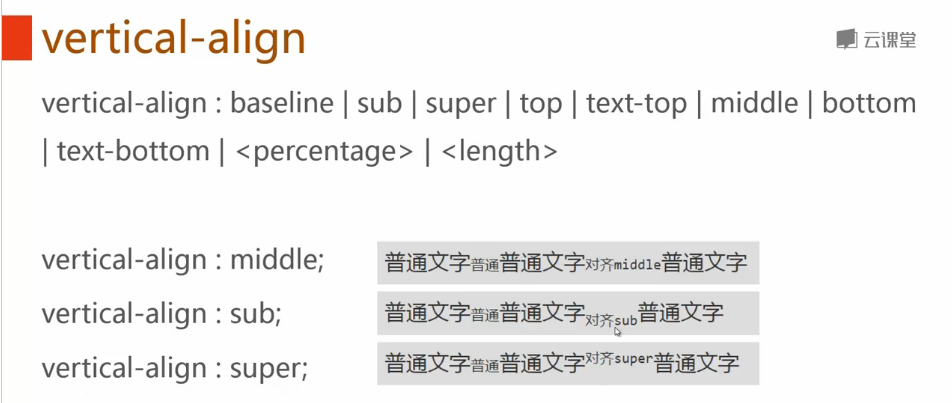 vertical-align
云课堂
vertical-align : baseline | sub | super | top | text-top | middle | bottom
| text-bottom | <percentage> | <length>
vertical-align : middle;
普通文字普通普通文字对齐middle普通文字
vertical-align : sub;
普通文字普通普通文字对齐sub普通文字
vertical-align : super;
普通文字普通普通文字对齐super普通文字